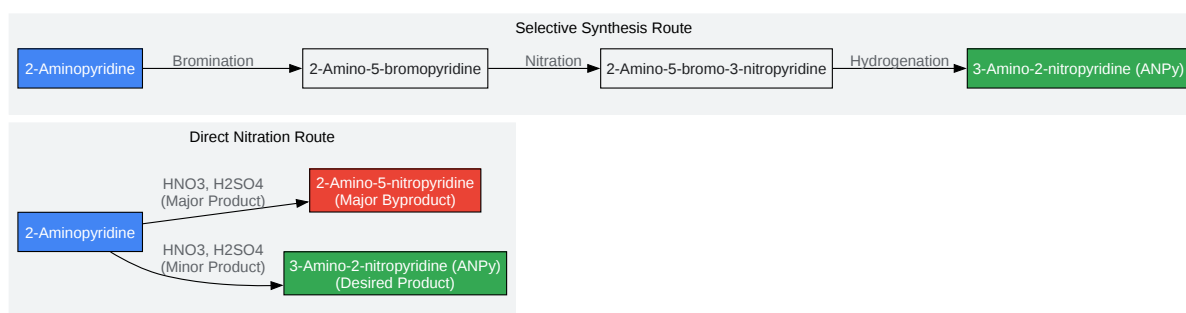 Selective Synthesis Route
2-Aminopyridine
Bromination
2-Amino-5-bromopyridine
Nitration
2-Amino-5-bromo-3-nitropyridine
Hydrogenation
3-Amino-2-nitropyridine (ANPy)
Direct Nitration Route
2-Aminopyridine
HNO3, H2SO4
(Major Product)
2-Amino-5-nitropyridine
(Major Byproduct)
HNO3, H2SO4
(Minor Product)
3-Amino-2-nitropyridine (ANPy)
(Desired Product)